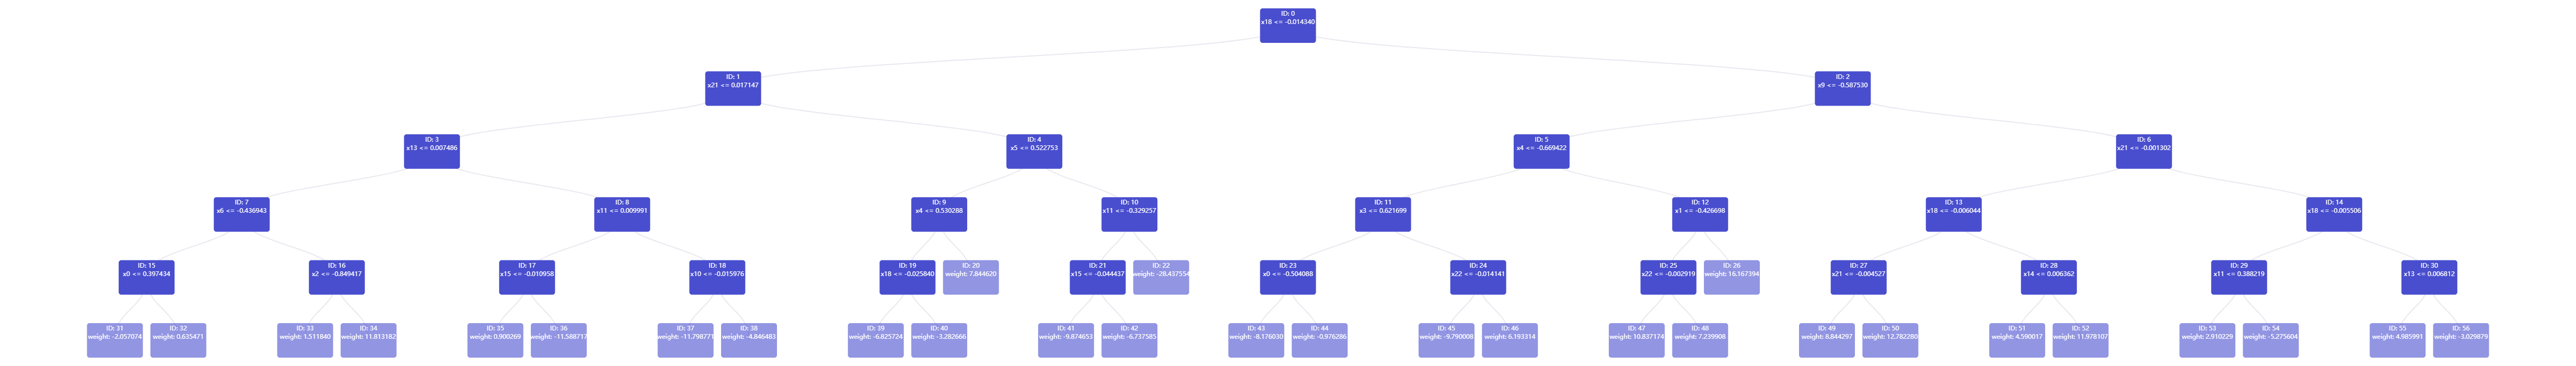 ID: 0
x18 <= -0.014340
ID: 1
x21 <= 0.017147
ID: 2
x9 <= -0.587530
ID: 3
x13 <= 0.007486
ID: 4
x5 <= 0.522753
ID: 5
x4 <= -0.669422
ID: 6
x21 <= -0.001302
ID: 7
x6 <= -0.436943
ID: 8
x11 <= 0.009991
ID: 9
x4 <= 0.530288
ID: 10
x11 <= -0.329257
ID: 11
x3 <= 0.621699
ID: 12
x1 <= -0.426698
ID: 13
x18 <= -0.006044
ID: 14
x18 <= -0.005506
ID: 15
x0 <= 0.397434
ID: 16
x2 <= -0.849417
ID: 17
x15 <= -0.010958
ID: 18
x10 <= -0.015976
ID: 19
x18 <= -0.025840
ID: 20
weight: 7.844620
ID: 21
x15 <= -0.044437
ID: 22
weight: -28.437554
ID: 23
x0 <= -0.504088
ID: 24
x22 <= -0.014141
ID: 25
x22 <= -0.002919
ID: 26
weight: 16.167394
ID: 27
x21 <= -0.004527
ID: 28
x14 <= 0.006362
ID: 29
x11 <= 0.388219
ID: 30
x13 <= 0.006812
ID: 31
weight: -2.057074
ID: 32
weight: 0.635471
ID: 33
weight: 1.511840
ID: 34
weight: 11.813182
ID: 35
weight: 0.900269
ID: 36
weight: -11.588717
ID: 37
weight: -11.798771
ID: 38
weight: -4.846483
ID: 39
weight: -6.825724
ID: 40
weight: -3.282666
ID: 41
weight: -9.874653
ID: 42
weight: -6.737585
ID: 43
weight: -8.176030
ID: 44
weight: -0.976286
ID: 45
weight: -9.790008
ID: 46
weight: 6.193314
ID: 47
weight: 10.837174
ID: 48
weight: 7.239908
ID: 49
weight: 8.844297
ID: 50
weight: 12.782280
ID: 51
weight: 4.590017
ID: 52
weight: 11.978107
ID: 53
weight: 2.910229
ID: 54
weight: -5.275604
ID: 55
weight: 4.985991
ID: 56
weight: -3.029879